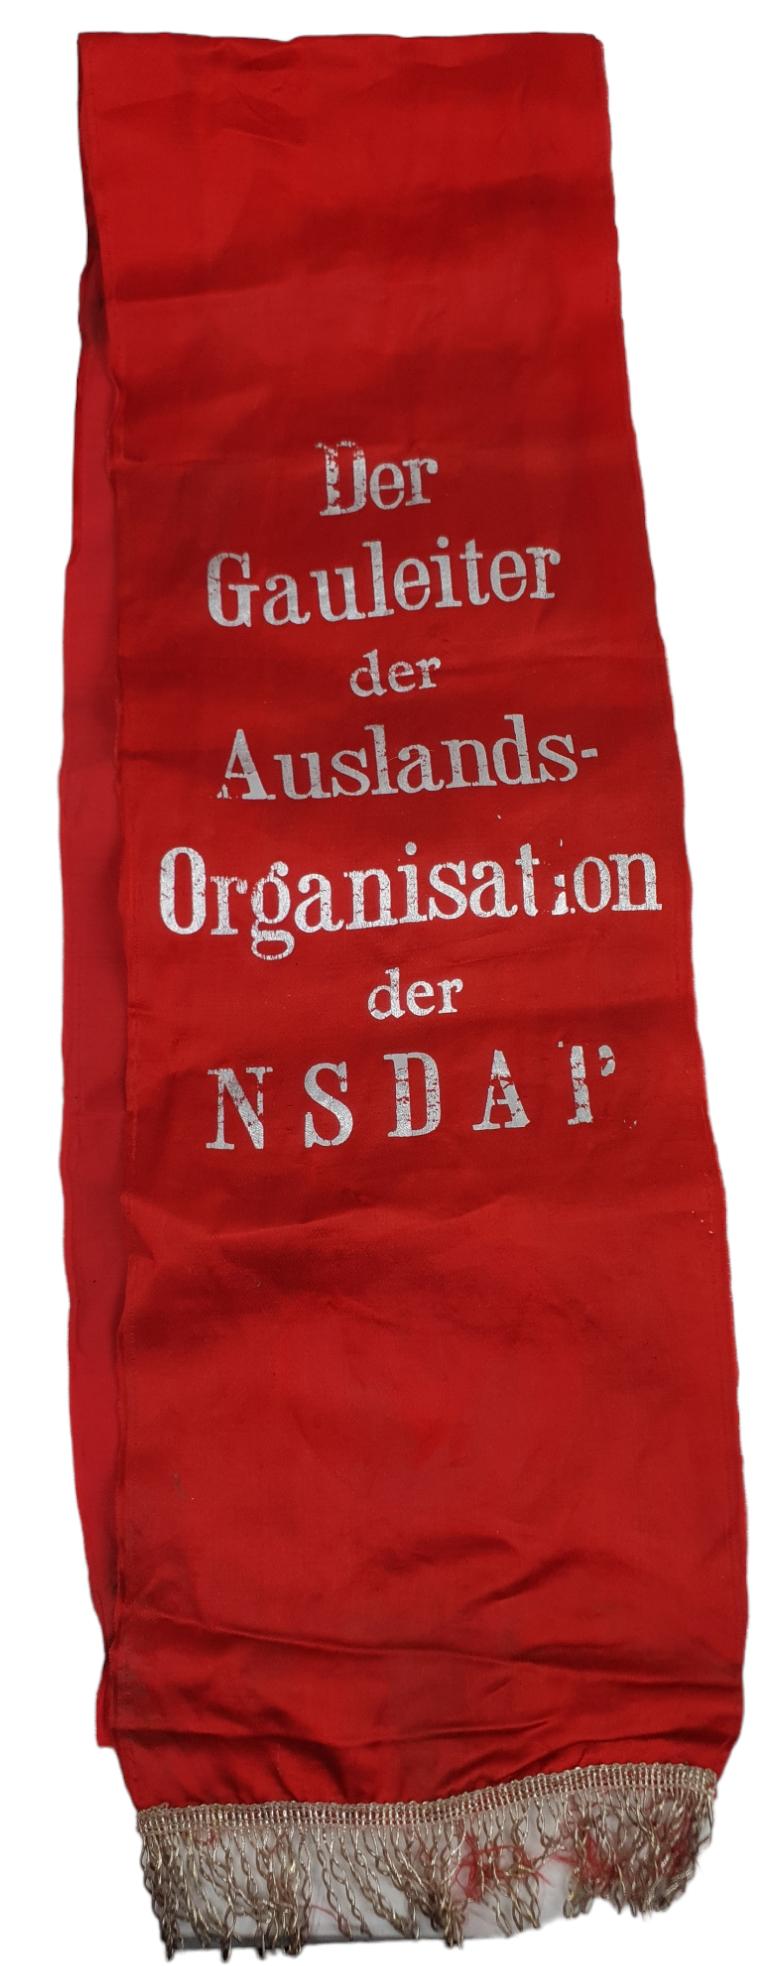 Der
Gauleiter
der
Auslands-
Organisation
der
NSDAP